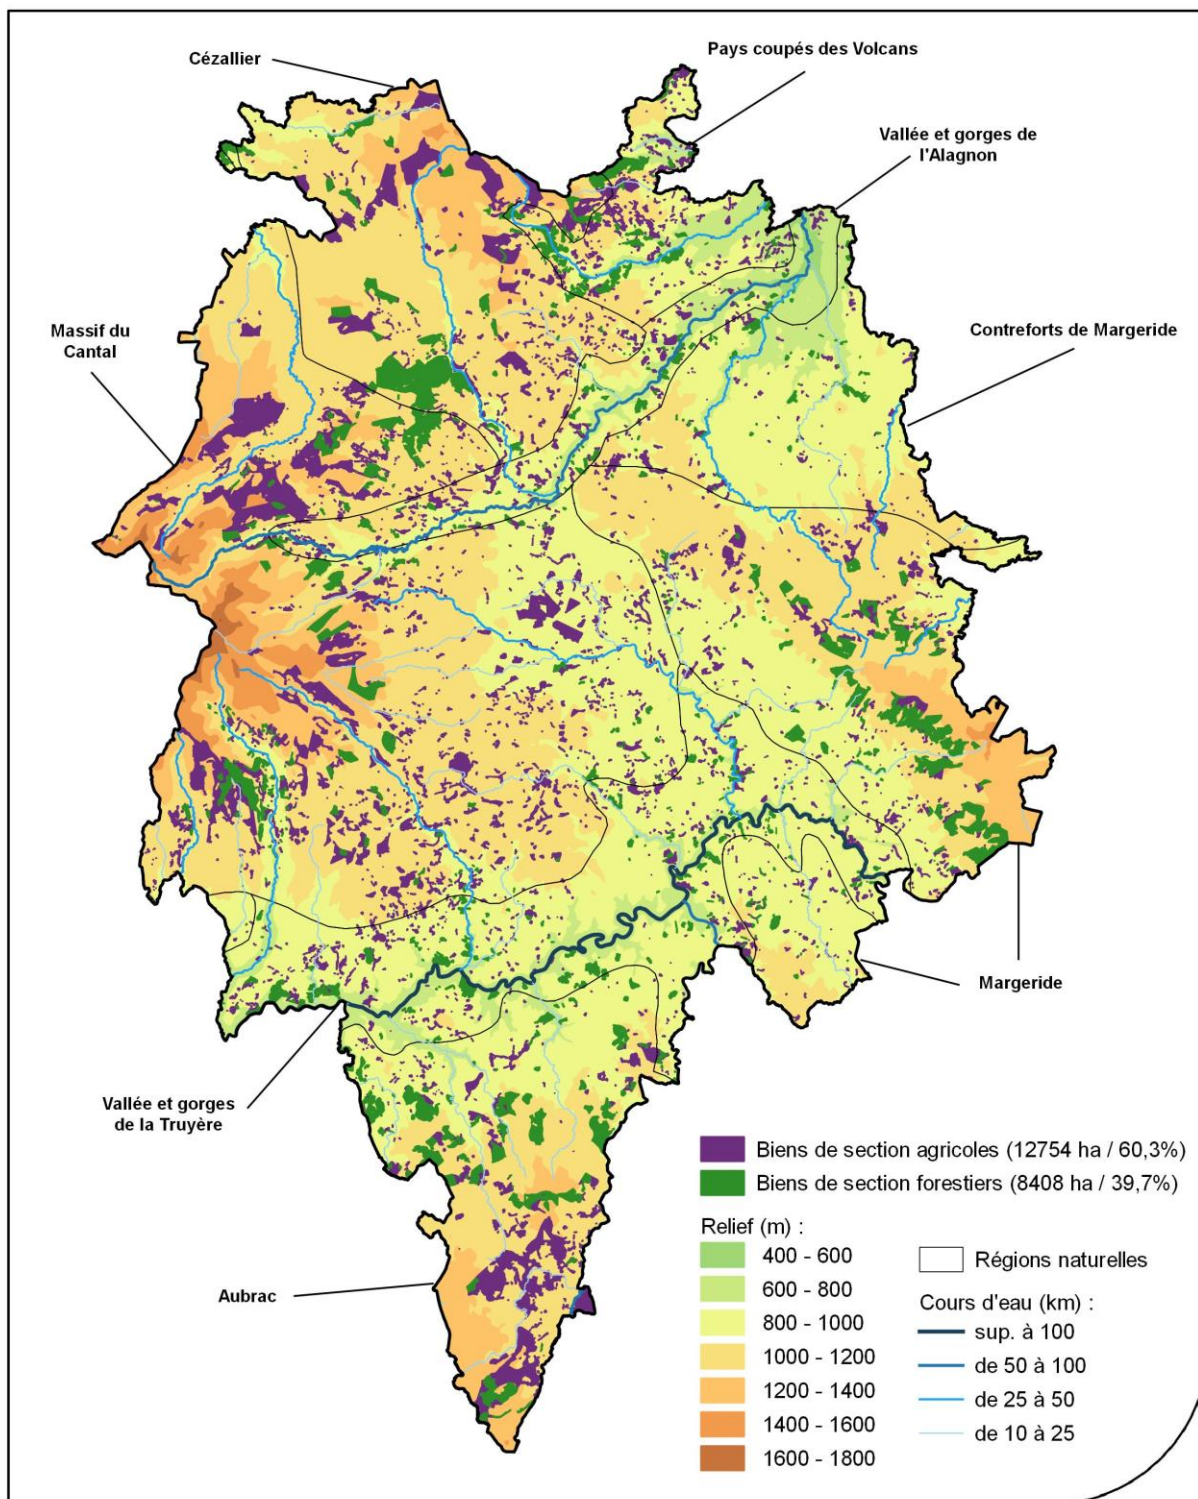 Cézallier
Pays coupés des Volcans
Vallée et gorges de
l'Alagnon
Massif du
Cantal
Contreforts de Margeride
Margeride
Vallée et gorges
de la Truyère
Aubrac
Biens de section agricoles (12754 ha / 60,3%)
Biens de section forestiers (8408 ha / 39,7%)
Relief (m) :
400 - 600
600 - 800
800 - 1000
1000 - 1200
1200 - 1400
1400 - 1600
1600 - 1800
Régions naturelles
Cours d'eau (km) :
sup. à 100
de 50 à 100
de 25 à 50
de 10 à 25